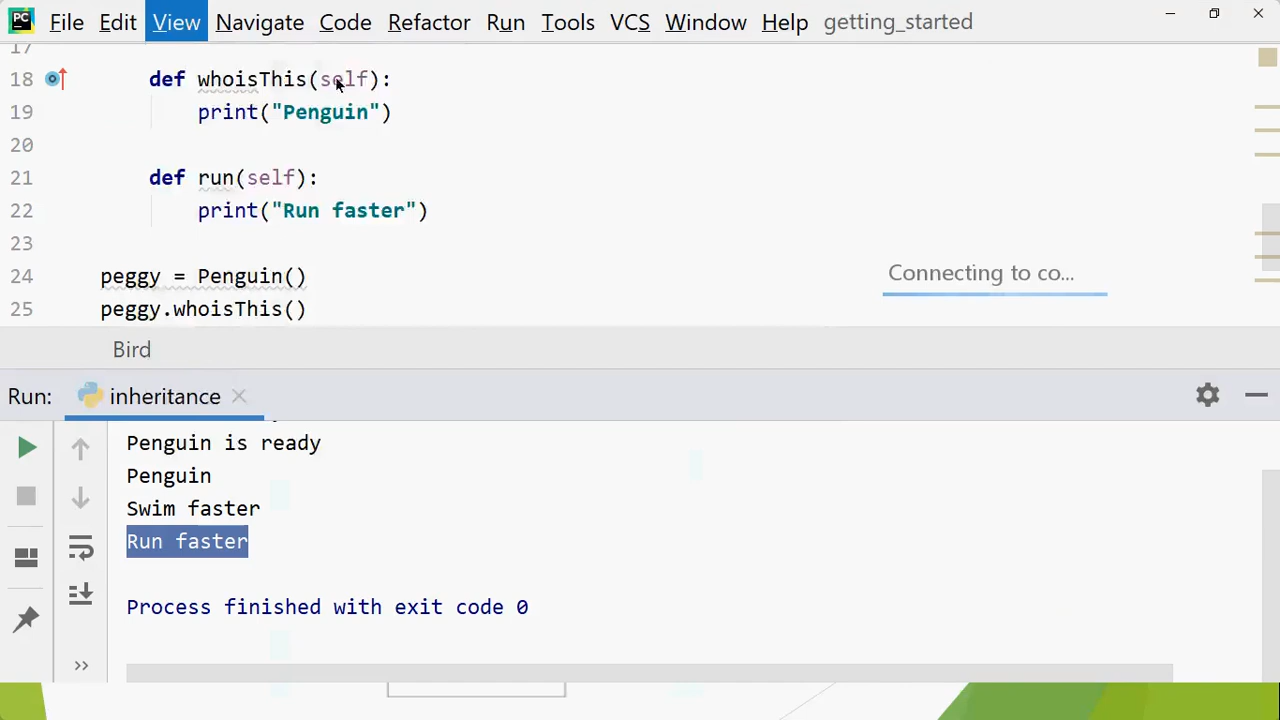 PC File Edit View Navigate Code Refactor Run Tools VCS Window Help getting_started
17
18 def whoisThis(self):
19 print("Penguin")
20
21 def run(self):
22 print("Run faster")
23
24 peggy = Penguin()
25 peggy.whoisThis()
Connecting to co...
Bird
Run: inheritance
Penguin is ready
Penguin
Swim faster
Run faster
Process finished with exit code 0